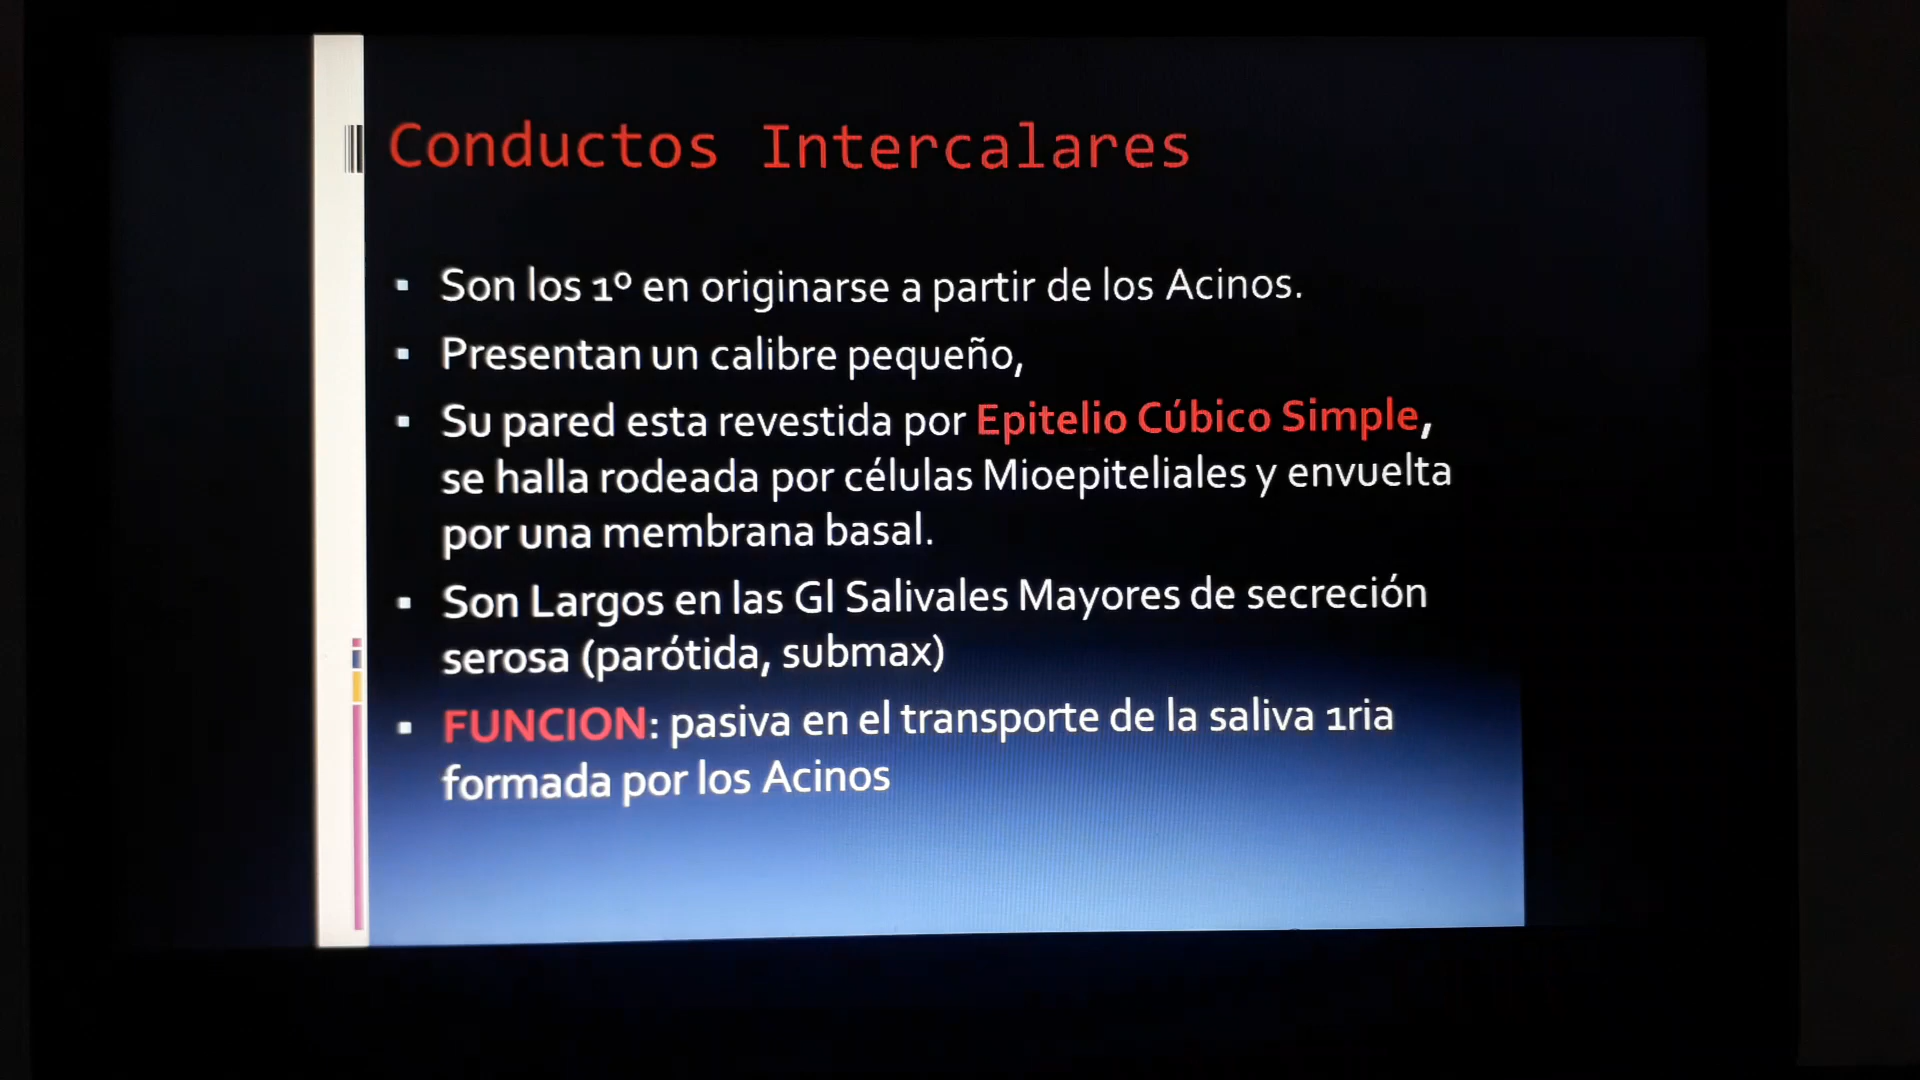 Conductos Intercalares
Son los 1º en originarse a partir de los Acinos.
Presentan un calibre pequeño,
Su pared esta revestida por Epitelio Cúbico Simple,
se halla rodeada por células Mioepiteliales y envuelta
por una membrana basal.
Son Largos en las Gl Salivales Mayores de secreción
serosa (parótida, submax)
FUNCION: pasiva en el transporte de la saliva 1ria
formada por los Acinos